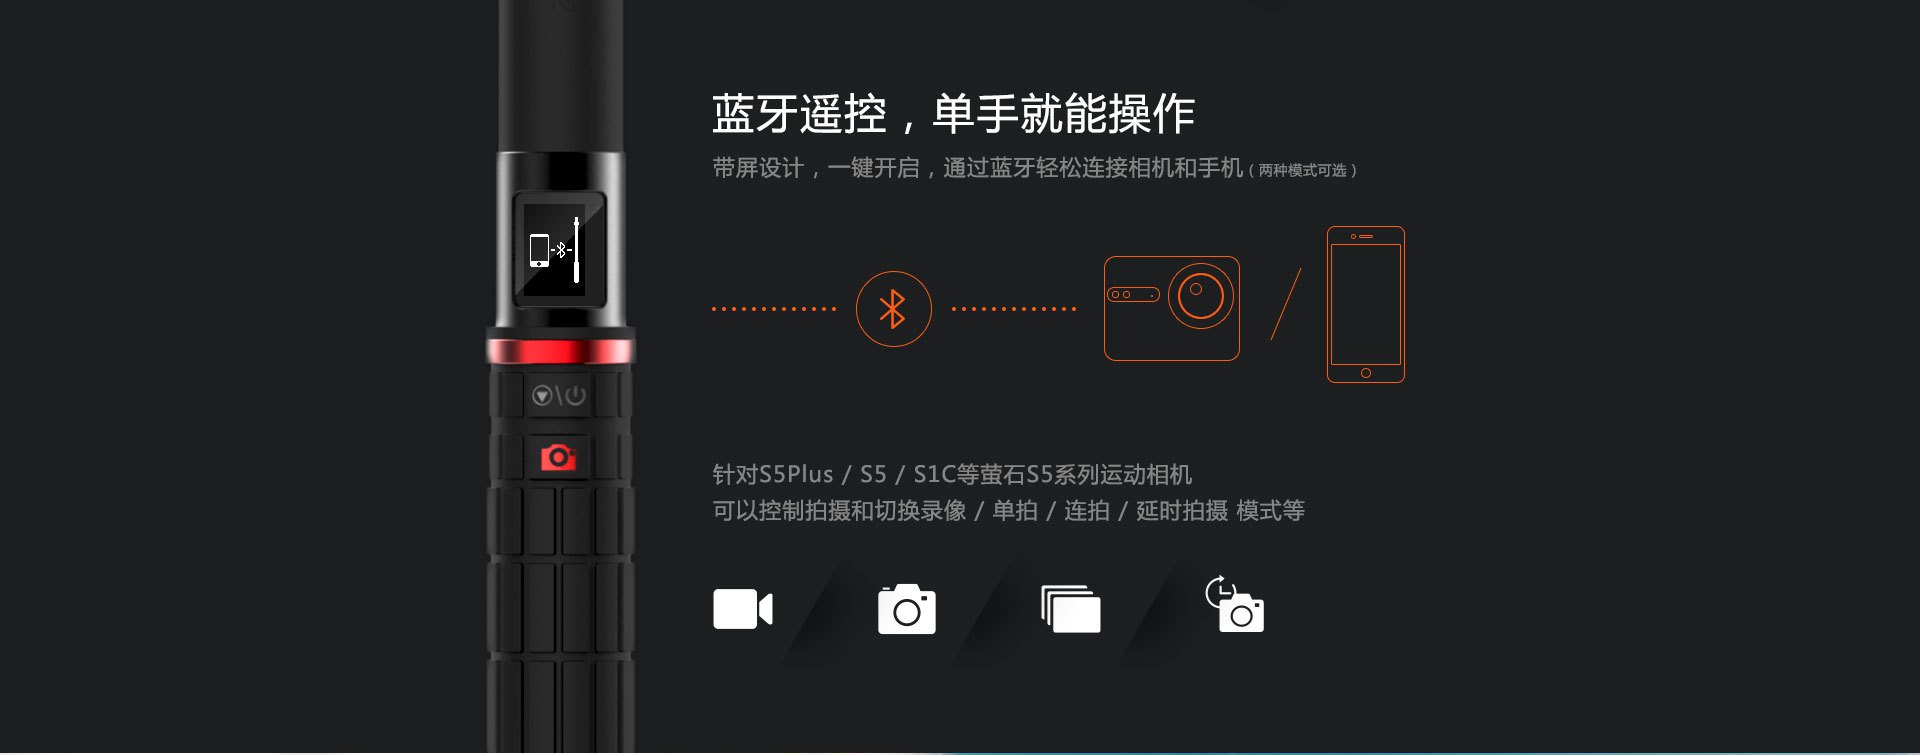 蓝牙遥控，单手就能操作
带屏设计，一键开启，通过蓝牙轻松连接相机和手机（两种模式可选）
针对S5Plus / S5 / S1C等萤石S5系列运动相机
可以控制拍摄和切换录像 / 单拍 / 连拍 / 延时拍摄 模式等